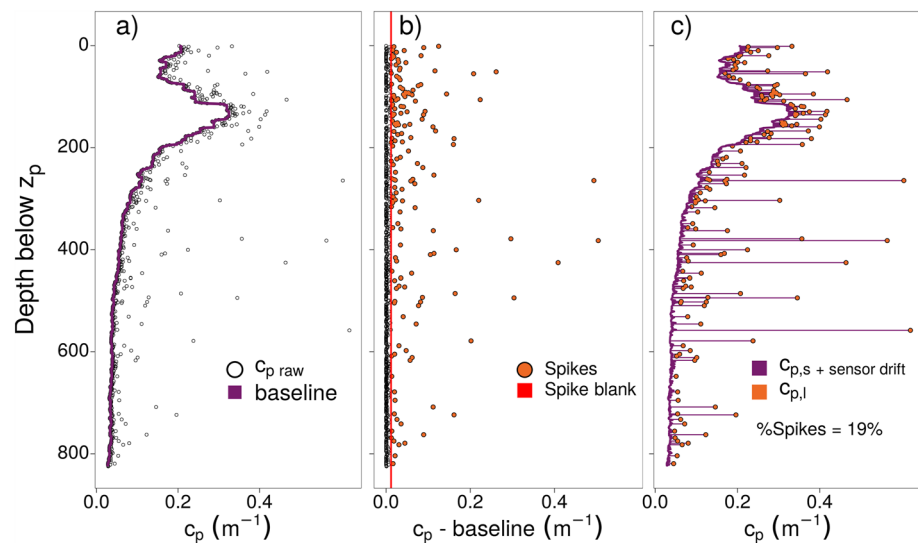 a)
b)
c)
Depth below z_p
0
200
400
600
800
c_p raw
baseline
Spikes
Spike blank
c_p,s + sensor drift
c_p,l
%Spikes = 19%
0.0 0.2 0.4
0.0 0.2 0.4
0.0 0.2 0.4
c_p (m⁻¹)
c_p - baseline (m⁻¹)
c_p (m⁻¹)